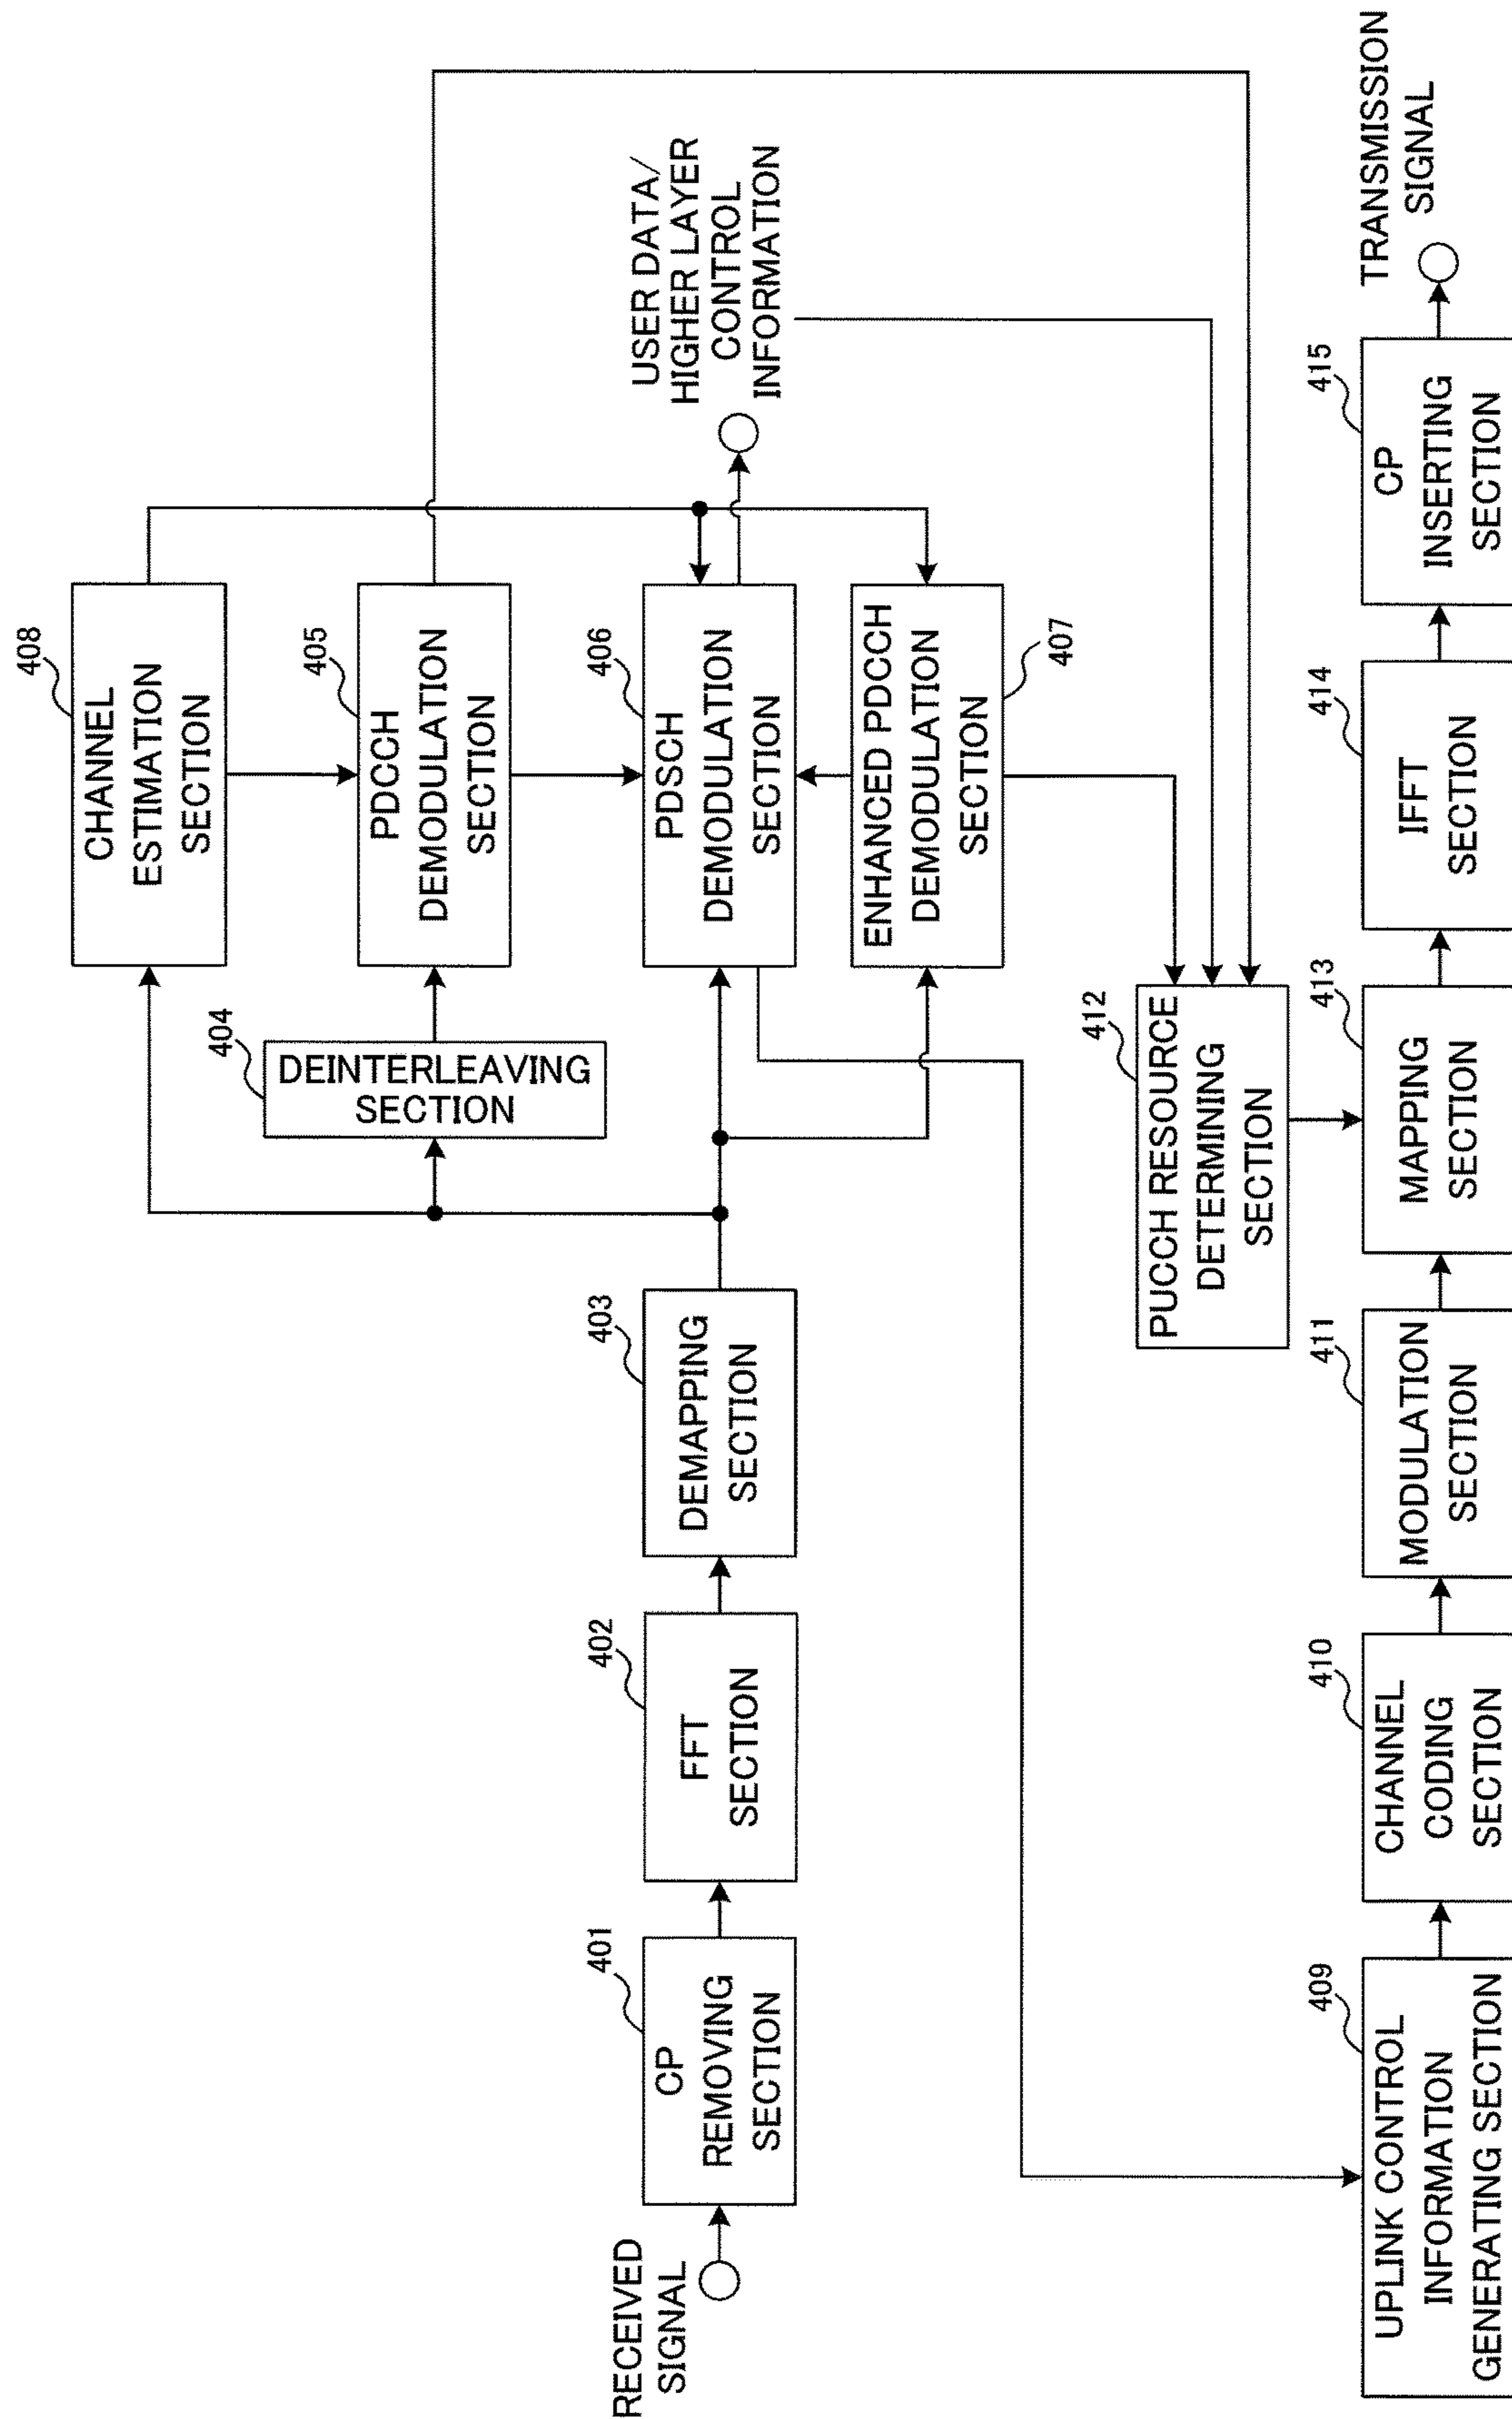 408
CHANNEL
ESTIMATION
SECTION
404
DEINTERLEAVING
SECTION
405
PDCCH
DEMODULATION
SECTION
RECEIVED
SIGNAL
401
CP
REMOVING
SECTION
402
FFT
SECTION
403
DEMAPPING
SECTION
406
PDSCH
DEMODULATION
SECTION
USER DATA/
HIGHER LAYER
CONTROL
INFORMATION
ENHANCED PDCCH
DEMODULATION
SECTION
407
412
PUCCH RESOURCE
DETERMINING
SECTION
409
UPLINK CONTROL
INFORMATION
GENERATING SECTION
410
CHANNEL
CODING
SECTION
411
MODULATION
SECTION
413
MAPPING
SECTION
414
IFFT
SECTION
415
CP
INSERTING
SECTION
TRANSMISSION
SIGNAL